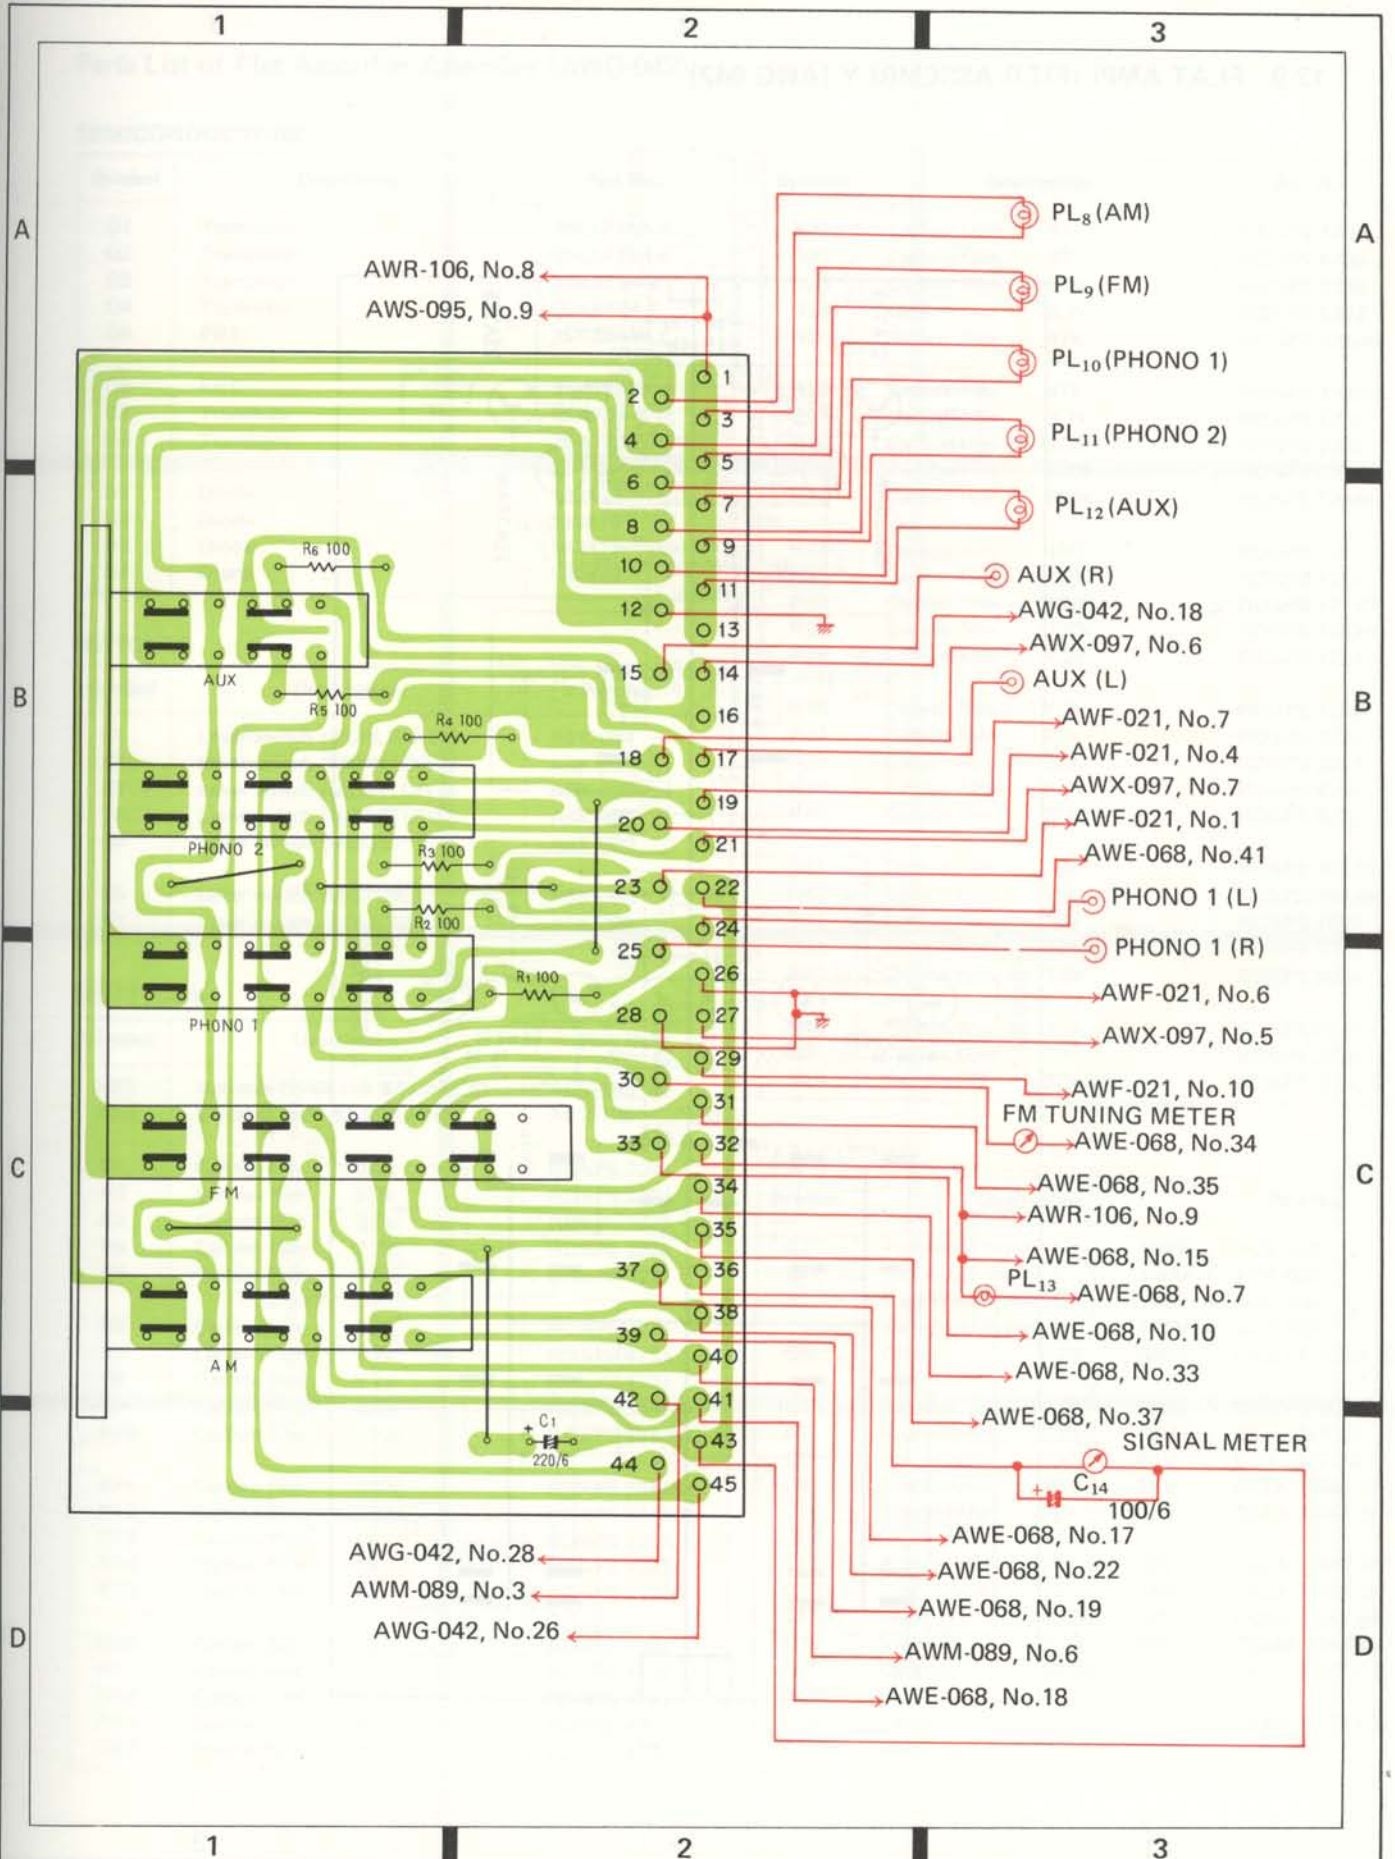 1 2 3
A A
PL8 (AM)
AWR-106, No.8
PL9 (FM)
AWS-095, No.9
PL10 (PHONO 1)
1
2
3
PL11 (PHONO 2)
4
5
6
7
PL12 (AUX)
8
9
R6 100
10
AUX (R)
11
12
AWG-042, No.18
13
AWX-097, No.6
15 14
AUX
AUX (L)
B B
R5 100
16
AWF-021, No.7
R4 100
18 17
AWF-021, No.4
AWX-097, No.7
19
20
AWF-021, No.1
21
PHONO 2
R3 100
AWE-068, No.41
23 22
PHONO 1 (L)
R2 100
24
25
PHONO 1 (R)
26
R1 100
AWF-021, No.6
28 27
PHONO 1
AWX-097, No.5
29
30
AWF-021, No.10
31
FM TUNING METER
33 32
AWE-068, No.34
C C
34
AWE-068, No.35
FM
AWR-106, No.9
35
AWE-068, No.15
37 36
PL13
AWE-068, No.7
38
39
AWE-068, No.10
40
AM
AWE-068, No.33
42 41
AWE-068, No.37
C1
+
220/6
43
SIGNAL METER
44
45
+
C14
100/6
AWE-068, No.17
AWG-042, No.28
AWE-068, No.22
AWM-089, No.3
AWE-068, No.19
AWG-042, No.26
D D
AWM-089, No.6
AWE-068, No.18
1 2 3